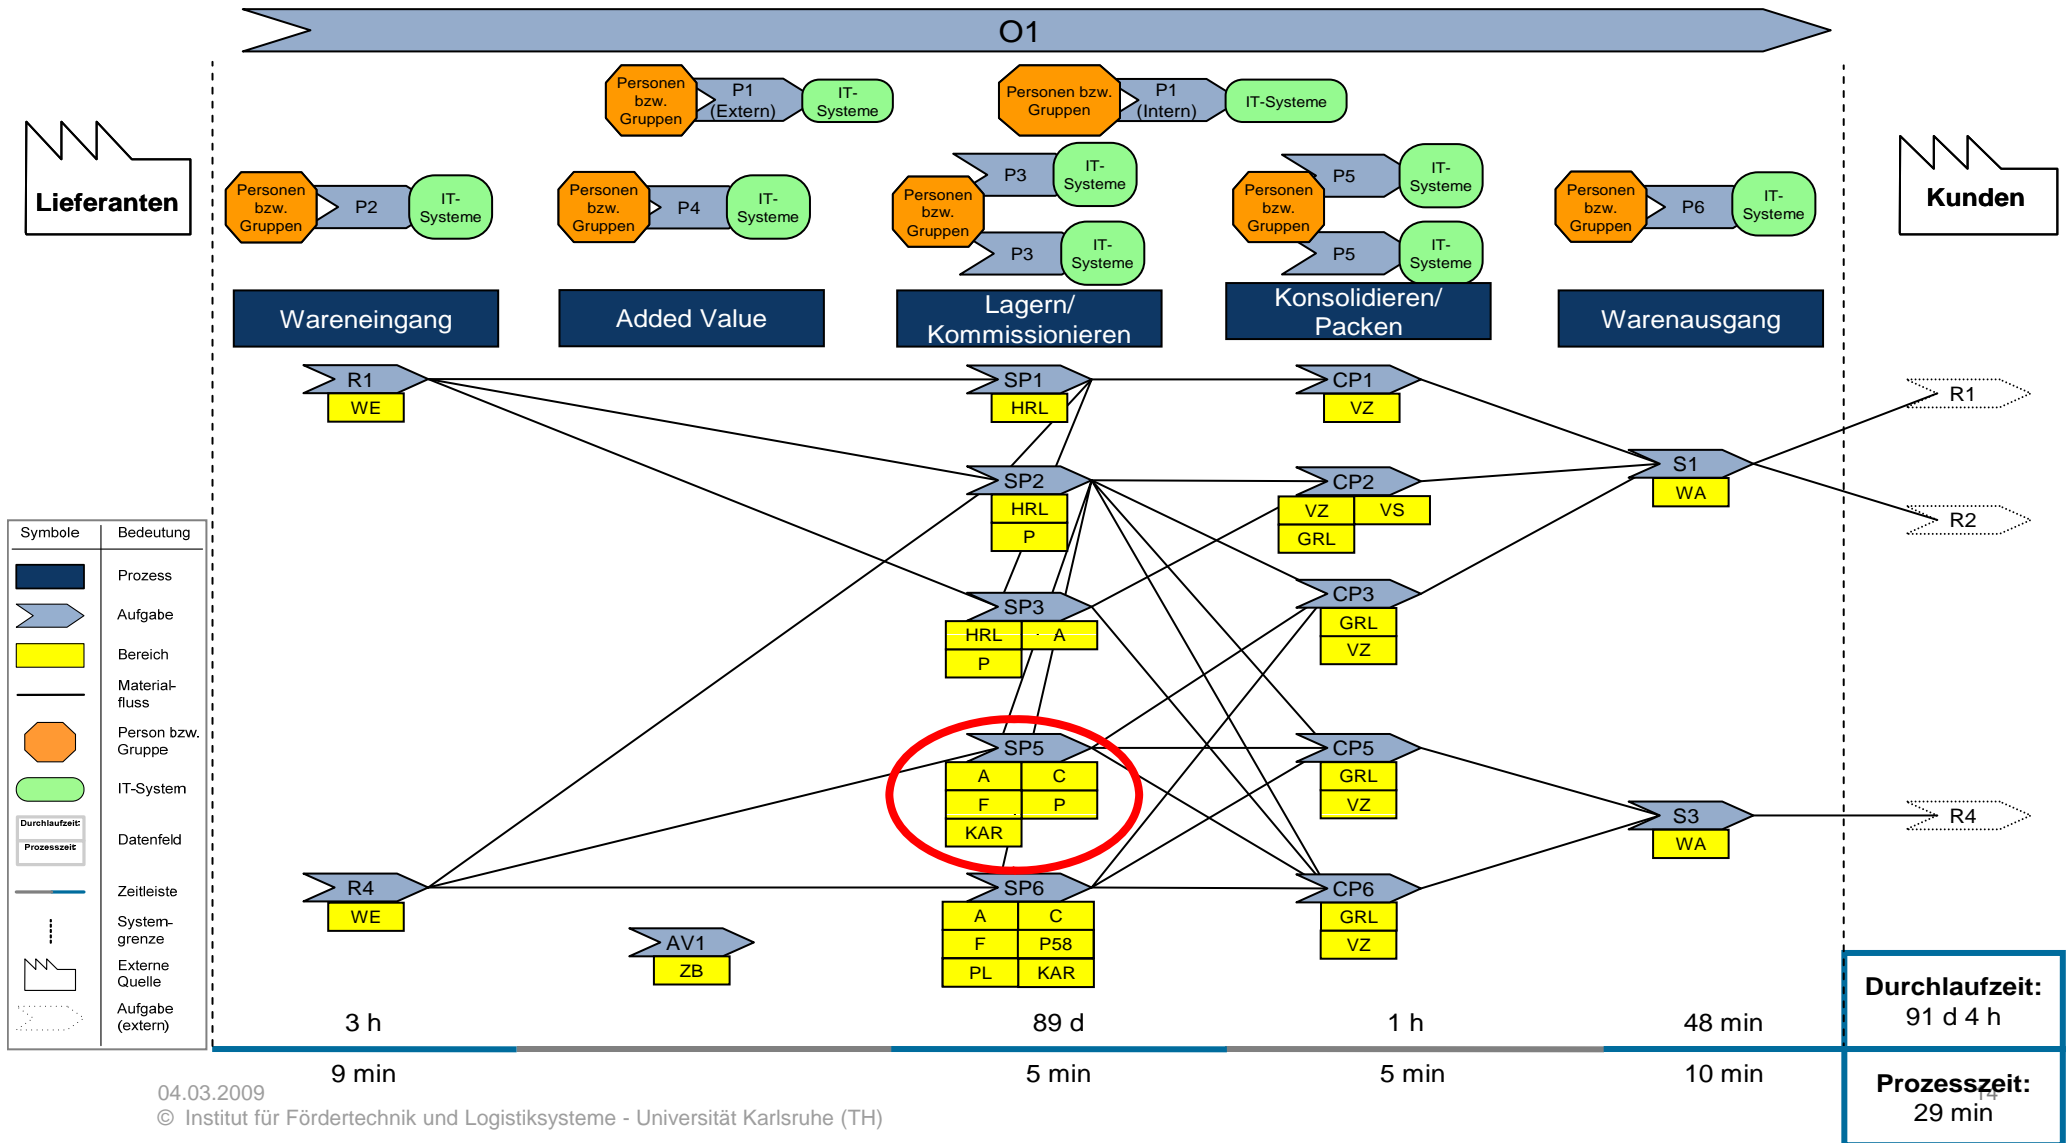 O1
Personen
bzw.
Gruppen
P1
(Extern)
IT-
Systeme
Personen bzw.
Gruppen
P1
(Intern)
IT-Systeme
Lieferanten
Personen
bzw.
Gruppen
P2
IT-
Systeme
Personen
bzw.
Gruppen
P4
IT-
Systeme
Personen
bzw.
Gruppen
P3
IT-
Systeme
P3
IT-
Systeme
Personen
bzw.
Gruppen
P5
IT-
Systeme
P5
IT-
Systeme
Personen
bzw.
Gruppen
P6
IT-
Systeme
Kunden
Wareneingang
Added Value
Lagern/
Kommissionieren
Konsolidieren/
Packen
Warenausgang
R1
WE
SP1
HRL
CP1
VZ
R1
SP2
HRL
P
CP2
VZ VS
GRL
S1
WA
R2
SP3
HRL A
P
CP3
GRL
VZ
SP5
A C
F P
KAR
CP5
GRL
VZ
S3
WA
R4
R4
WE
AV1
ZB
SP6
A C
F P58
PL KAR
CP6
GRL
VZ
Symbole Bedeutung
Prozess
Aufgabe
Bereich
Material-
fluss
Person bzw.
Gruppe
IT-System
Durchlaufzeit:
Prozesszeit:
Datenfeld
Zeitleiste
System-
grenze
Externe
Quelle
Aufgabe
(extern)
3 h 89 d 1 h 48 min
9 min 5 min 5 min 10 min
Durchlaufzeit:
91 d 4 h
Prozesszeit:
29 min
14
04.03.2009
© Institut für Fördertechnik und Logistiksysteme - Universität Karlsruhe (TH)